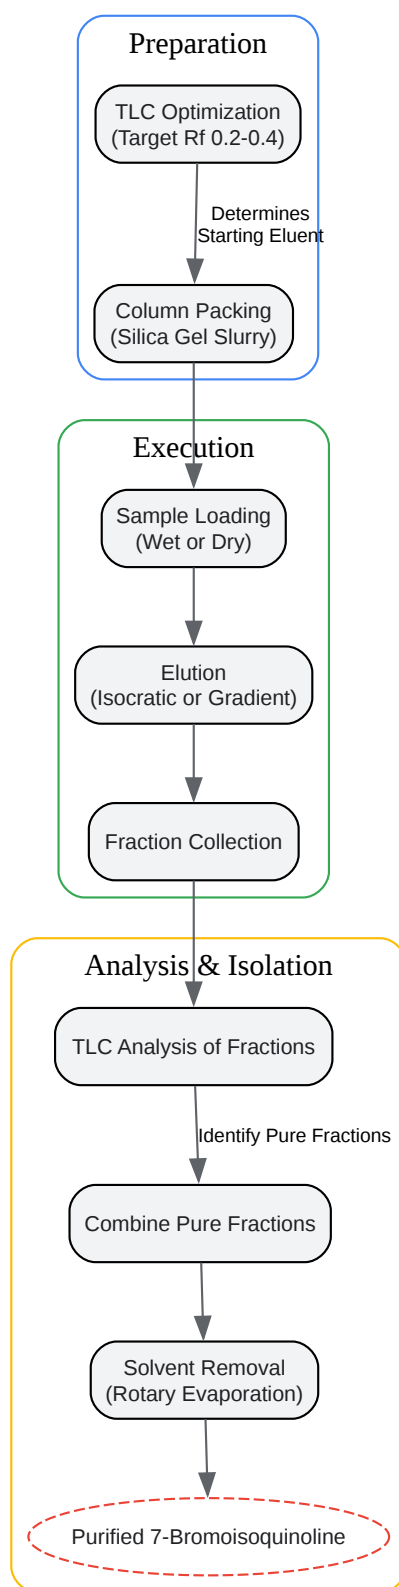 Preparation
TLC Optimization
(Target Rf 0.2-0.4)
Determines
Starting Eluent
Column Packing
(Silica Gel Slurry)
Execution
Sample Loading
(Wet or Dry)
Elution
(Isocratic or Gradient)
Fraction Collection
Analysis & Isolation
TLC Analysis of Fractions
Identify Pure Fractions
Combine Pure Fractions
Solvent Removal
(Rotary Evaporation)
Purified 7-Bromoisoquinoline